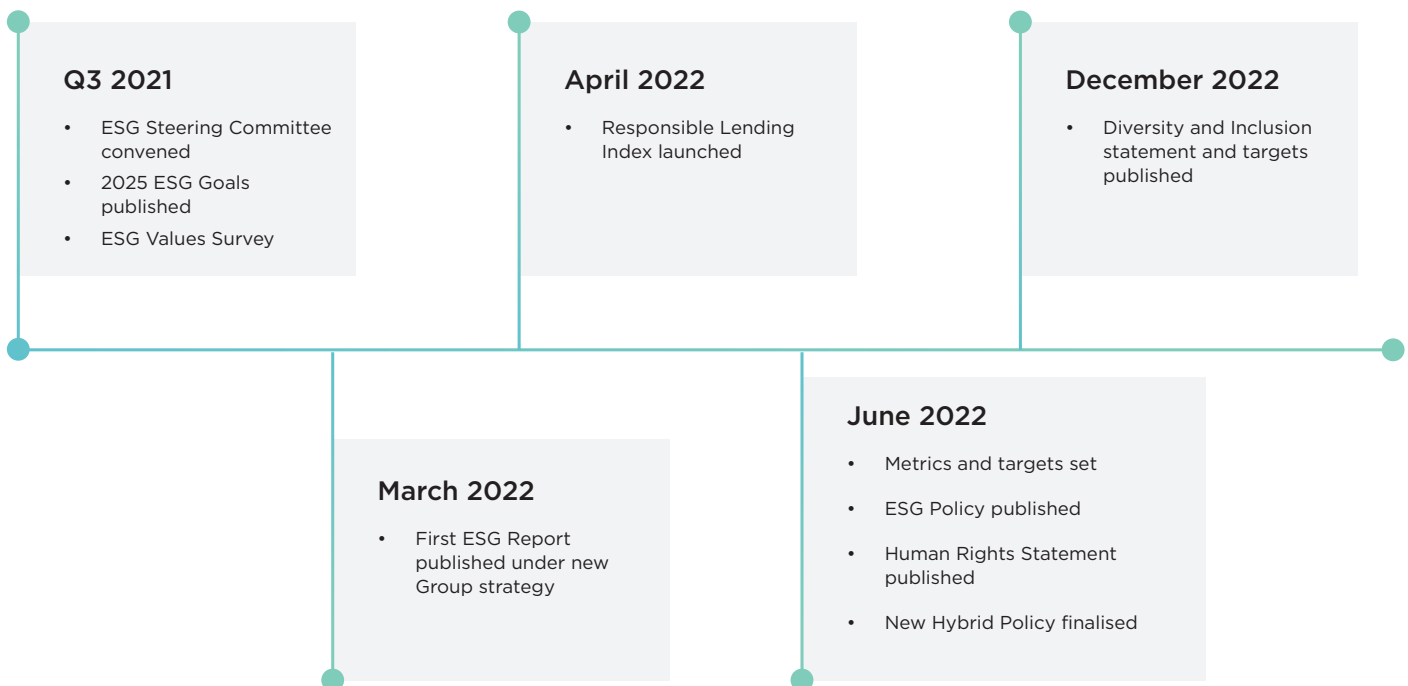 Q3 2021
• ESG Steering Committee
convened
• 2025 ESG Goals
published
• ESG Values Survey
April 2022
• Responsible Lending
Index launched
December 2022
• Diversity and Inclusion
statement and targets
published
March 2022
• First ESG Report
published under new
Group strategy
June 2022
• Metrics and targets set
• ESG Policy published
• Human Rights Statement
published
• New Hybrid Policy finalised